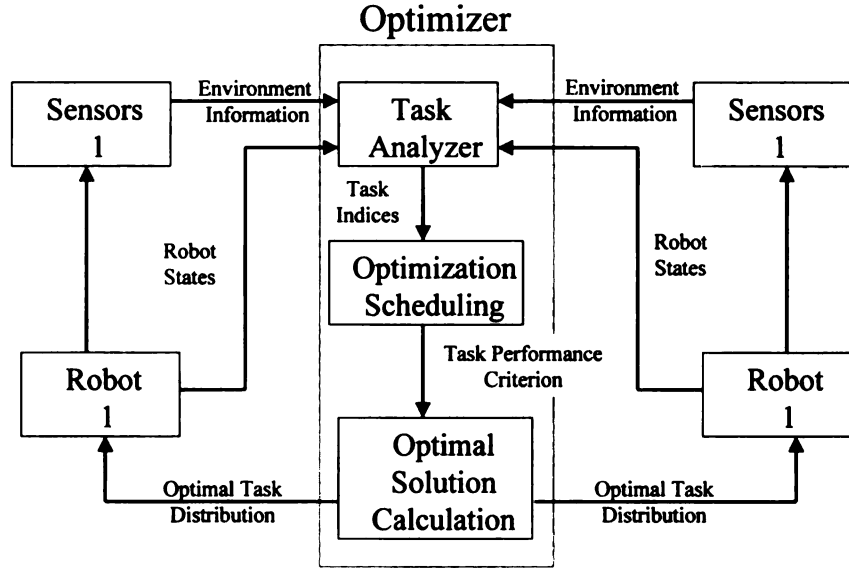 Optimizer
Environment
Information
Sensors
1
Task
Analyzer
Environment
Information
Sensors
1
Task
Indices
Robot
States
Robot
States
Optimization
Scheduling
Task Performance
Criterion
Robot
1
Robot
1
Optimal
Solution
Calculation
Optimal Task
Distribution
Optimal Task
Distribution